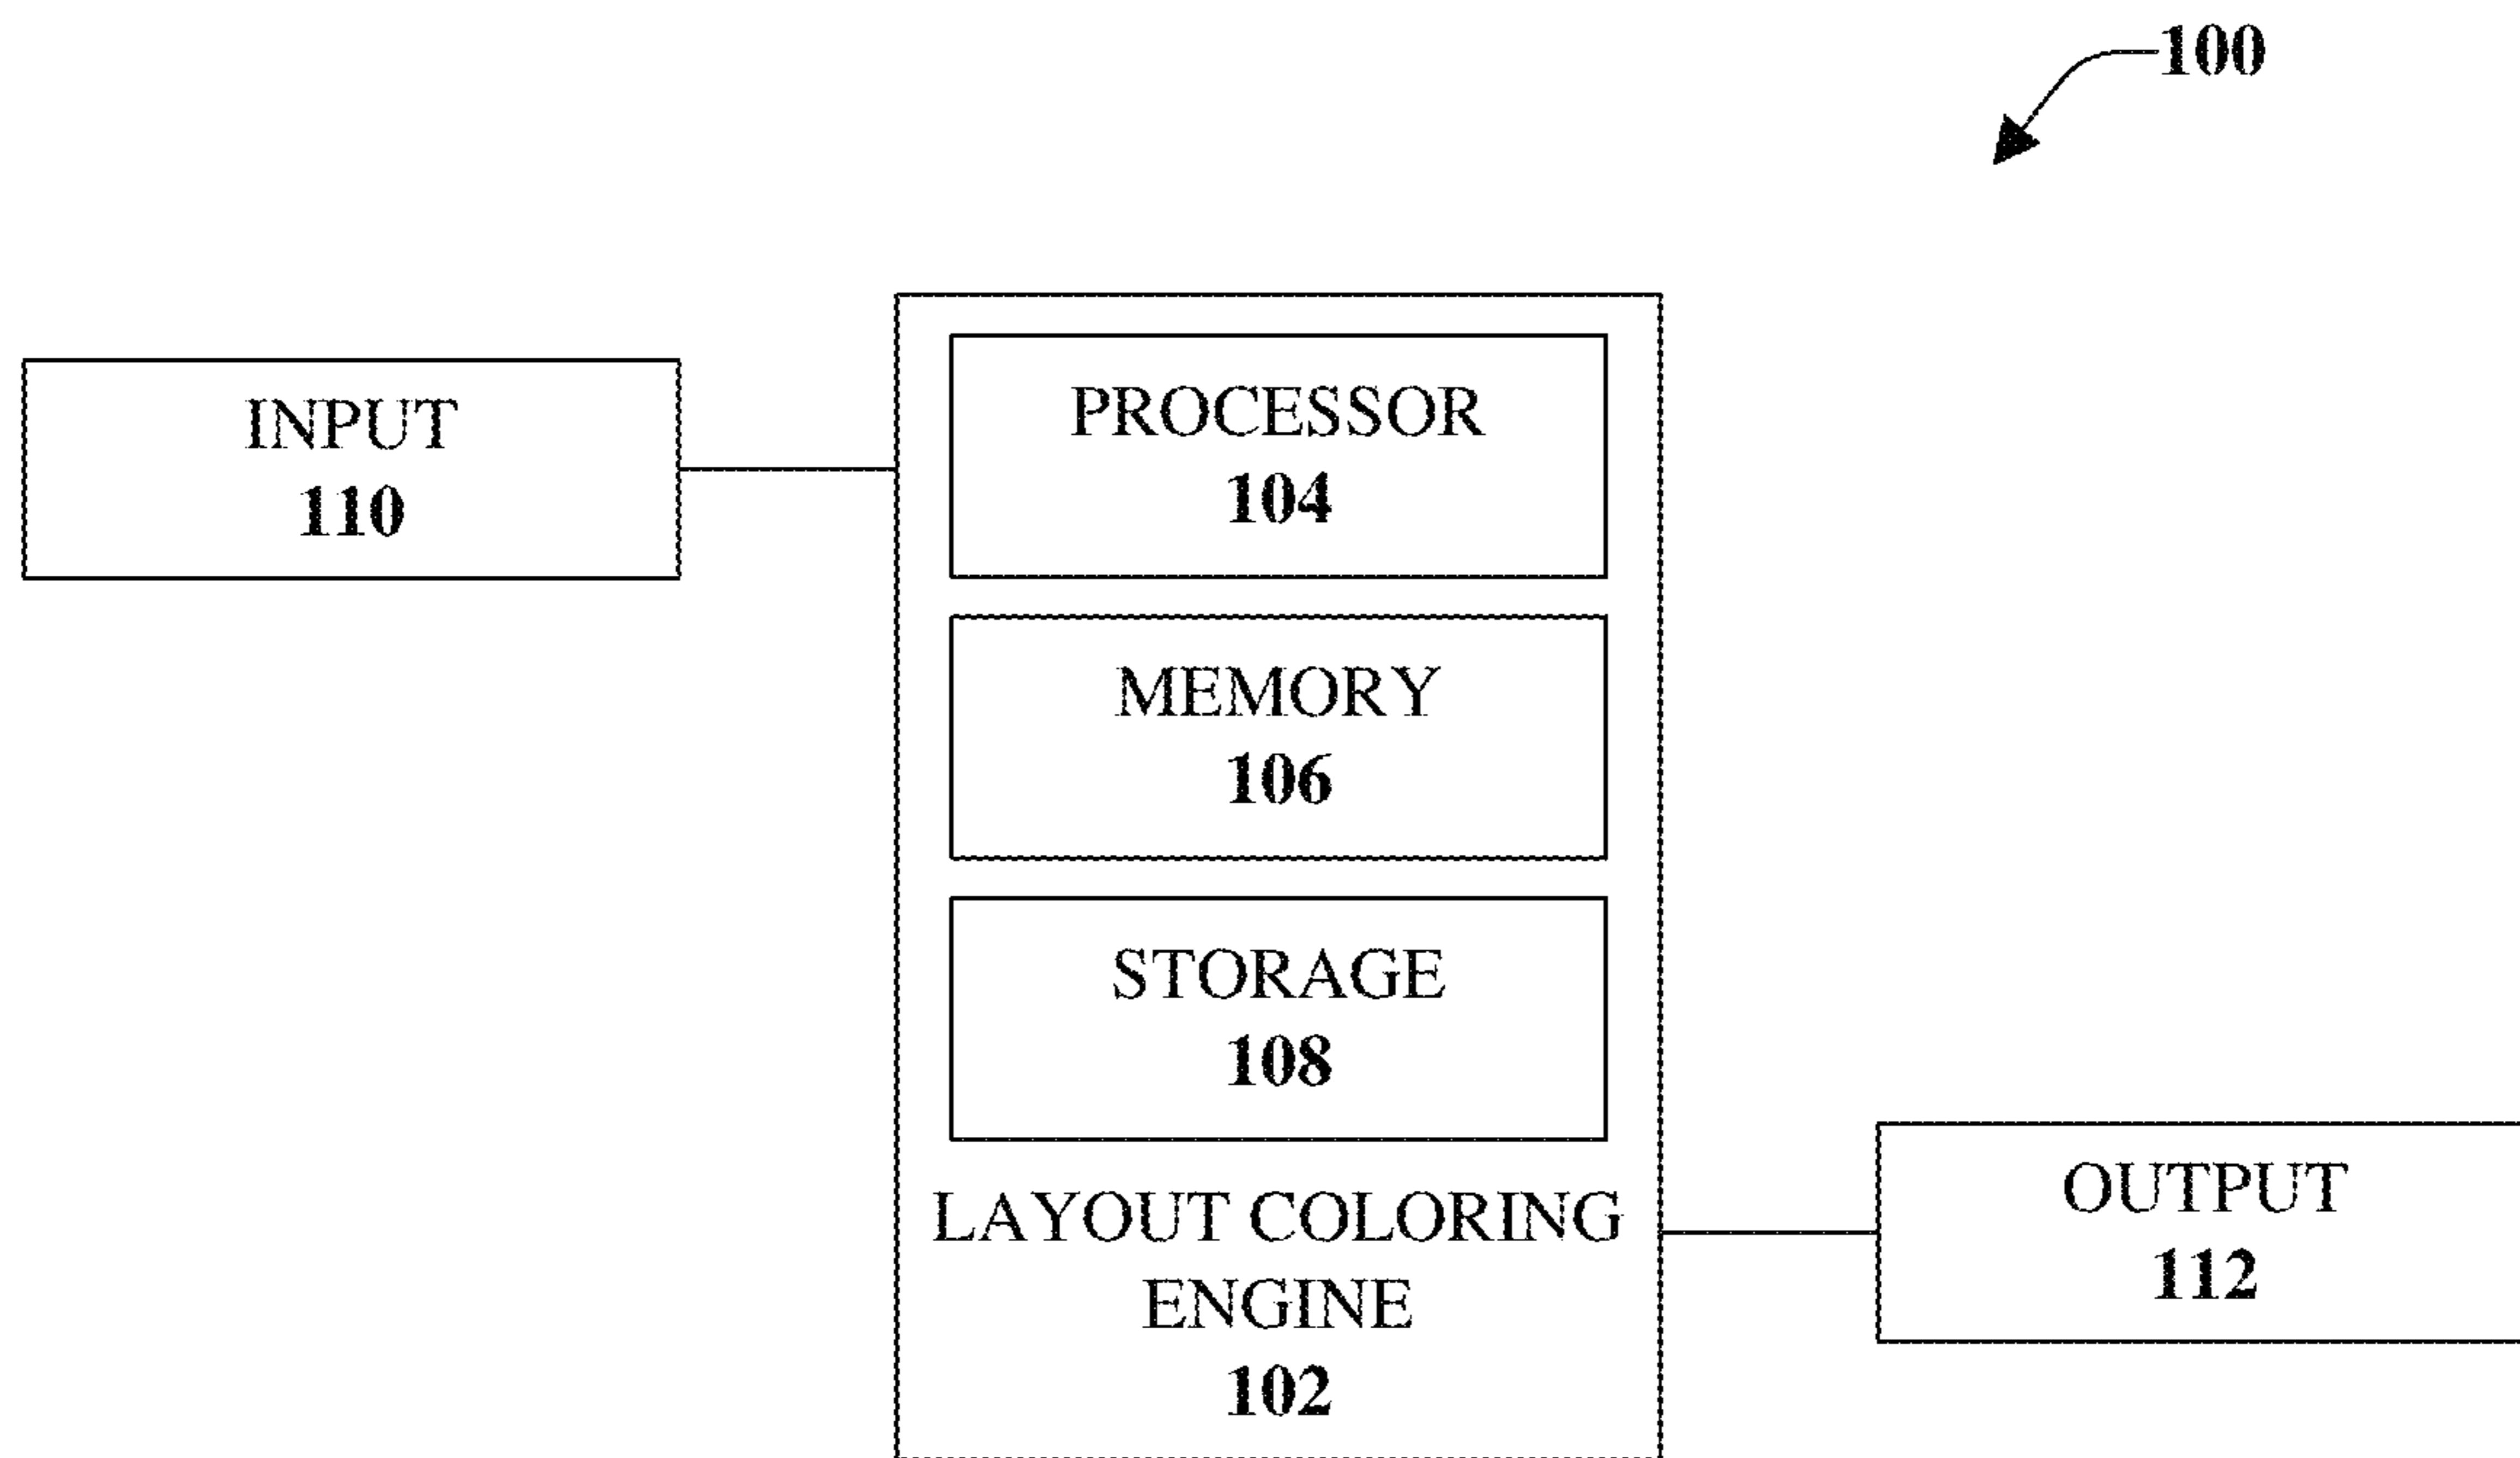 100
INPUT
110
PROCESSOR
104
MEMORY
106
STORAGE
108
LAYOUT COLORING
ENGINE
102
OUTPUT
112